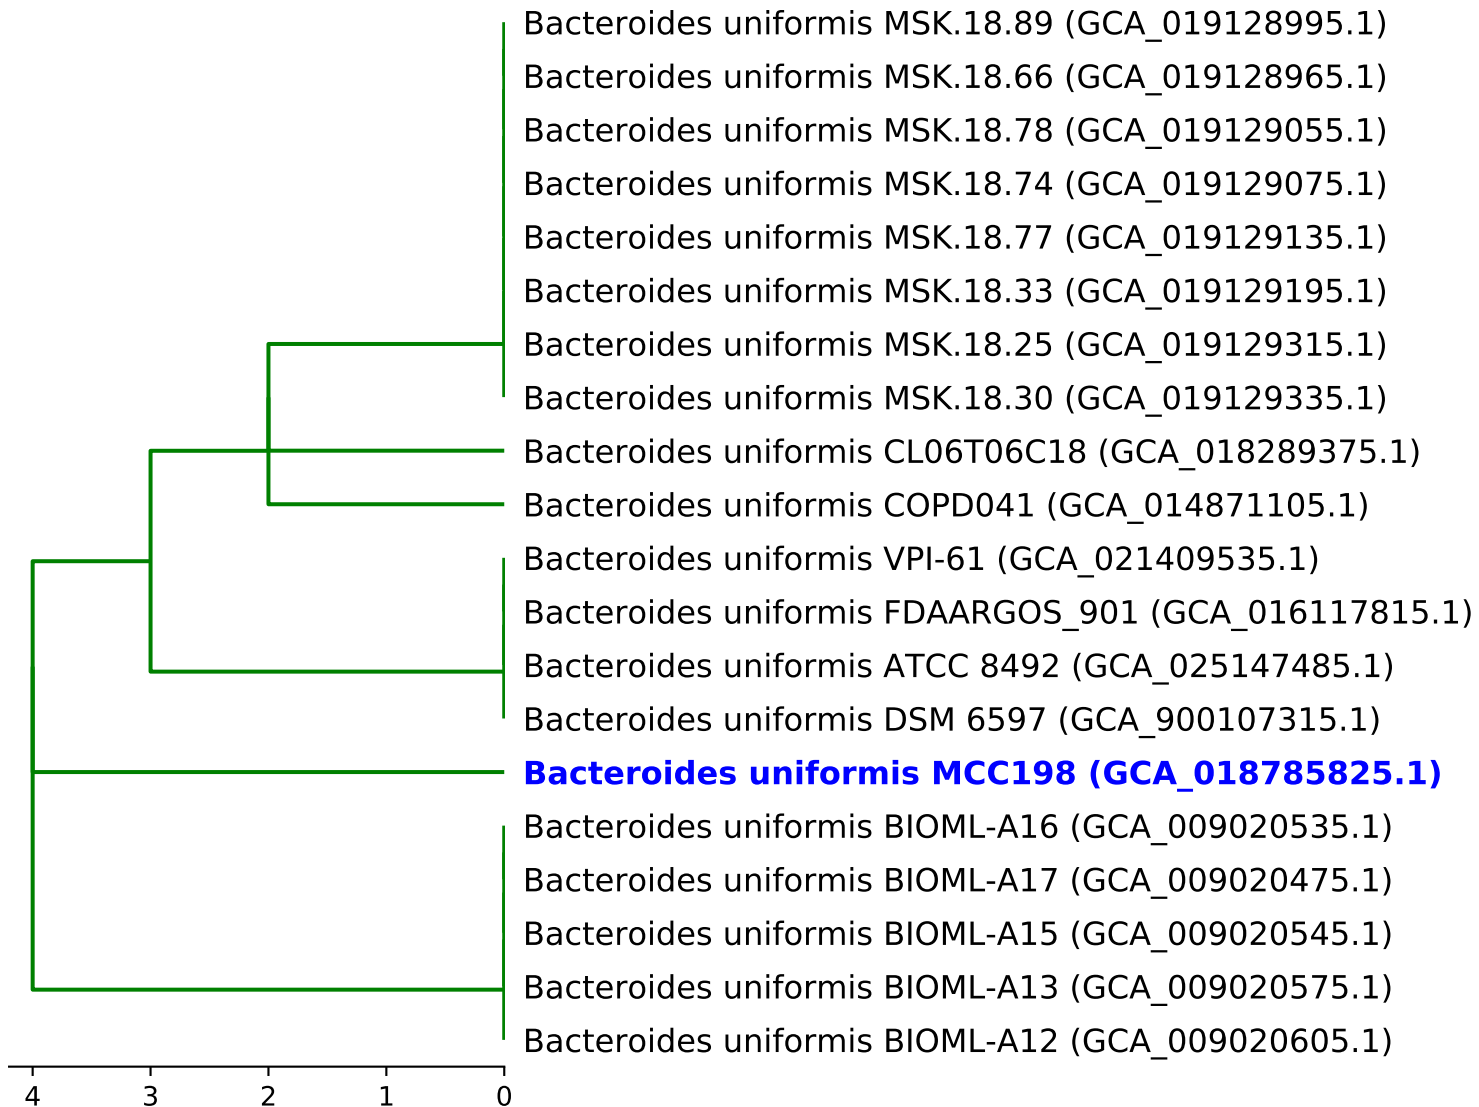 Bacteroides uniformis MSK.18.89 (GCA_019128995.1)
Bacteroides uniformis MSK.18.66 (GCA_019128965.1)
Bacteroides uniformis MSK.18.78 (GCA_019129055.1)
Bacteroides uniformis MSK.18.74 (GCA_019129075.1)
Bacteroides uniformis MSK.18.77 (GCA_019129135.1)
Bacteroides uniformis MSK.18.33 (GCA_019129195.1)
Bacteroides uniformis MSK.18.25 (GCA_019129315.1)
Bacteroides uniformis MSK.18.30 (GCA_019129335.1)
Bacteroides uniformis CL06T06C18 (GCA_018289375.1)
Bacteroides uniformis COPD041 (GCA_014871105.1)
Bacteroides uniformis VPI-61 (GCA_021409535.1)
Bacteroides uniformis FDAARGOS_901 (GCA_016117815.1)
Bacteroides uniformis ATCC 8492 (GCA_025147485.1)
Bacteroides uniformis DSM 6597 (GCA_900107315.1)
Bacteroides uniformis MCC198 (GCA_018785825.1)
Bacteroides uniformis BIOML-A16 (GCA_009020535.1)
Bacteroides uniformis BIOML-A17 (GCA_009020475.1)
Bacteroides uniformis BIOML-A15 (GCA_009020545.1)
Bacteroides uniformis BIOML-A13 (GCA_009020575.1)
Bacteroides uniformis BIOML-A12 (GCA_009020605.1)
4 3 2 1 0